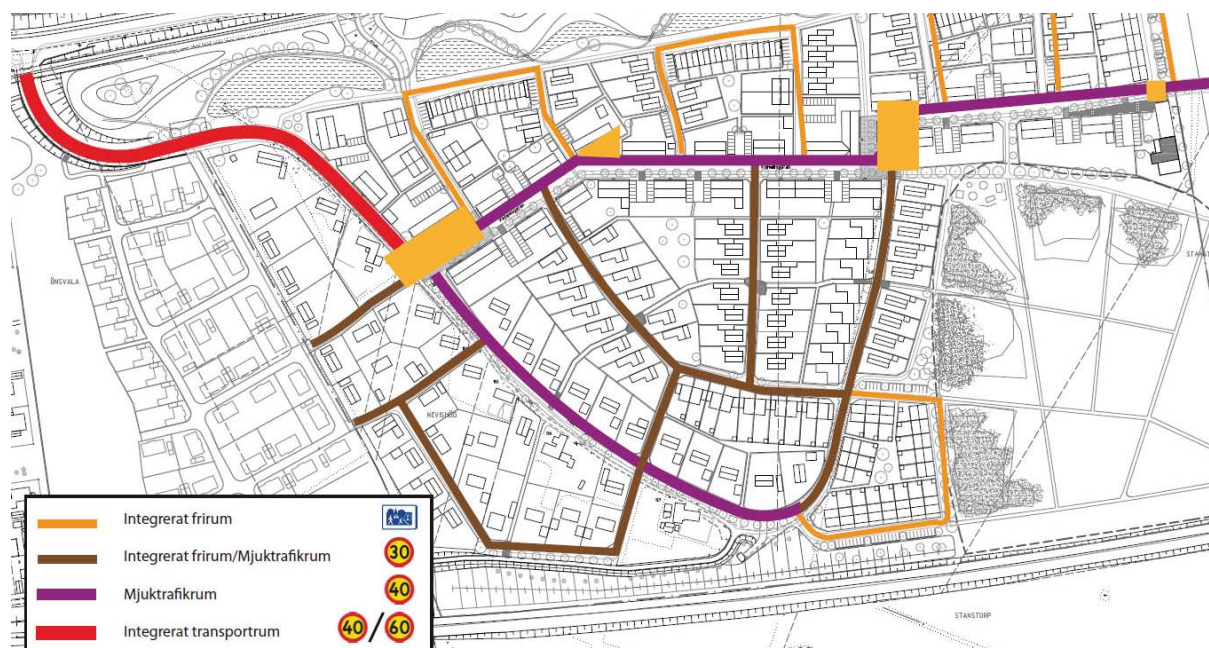 ÖNSVALA
NEVISHÖG
STANSTORP
Integrerat frirum
Integrerat frirum/Mjuktrafikrum
30
Mjuktrafikrum
40
Integrerat transportrum
40 / 60